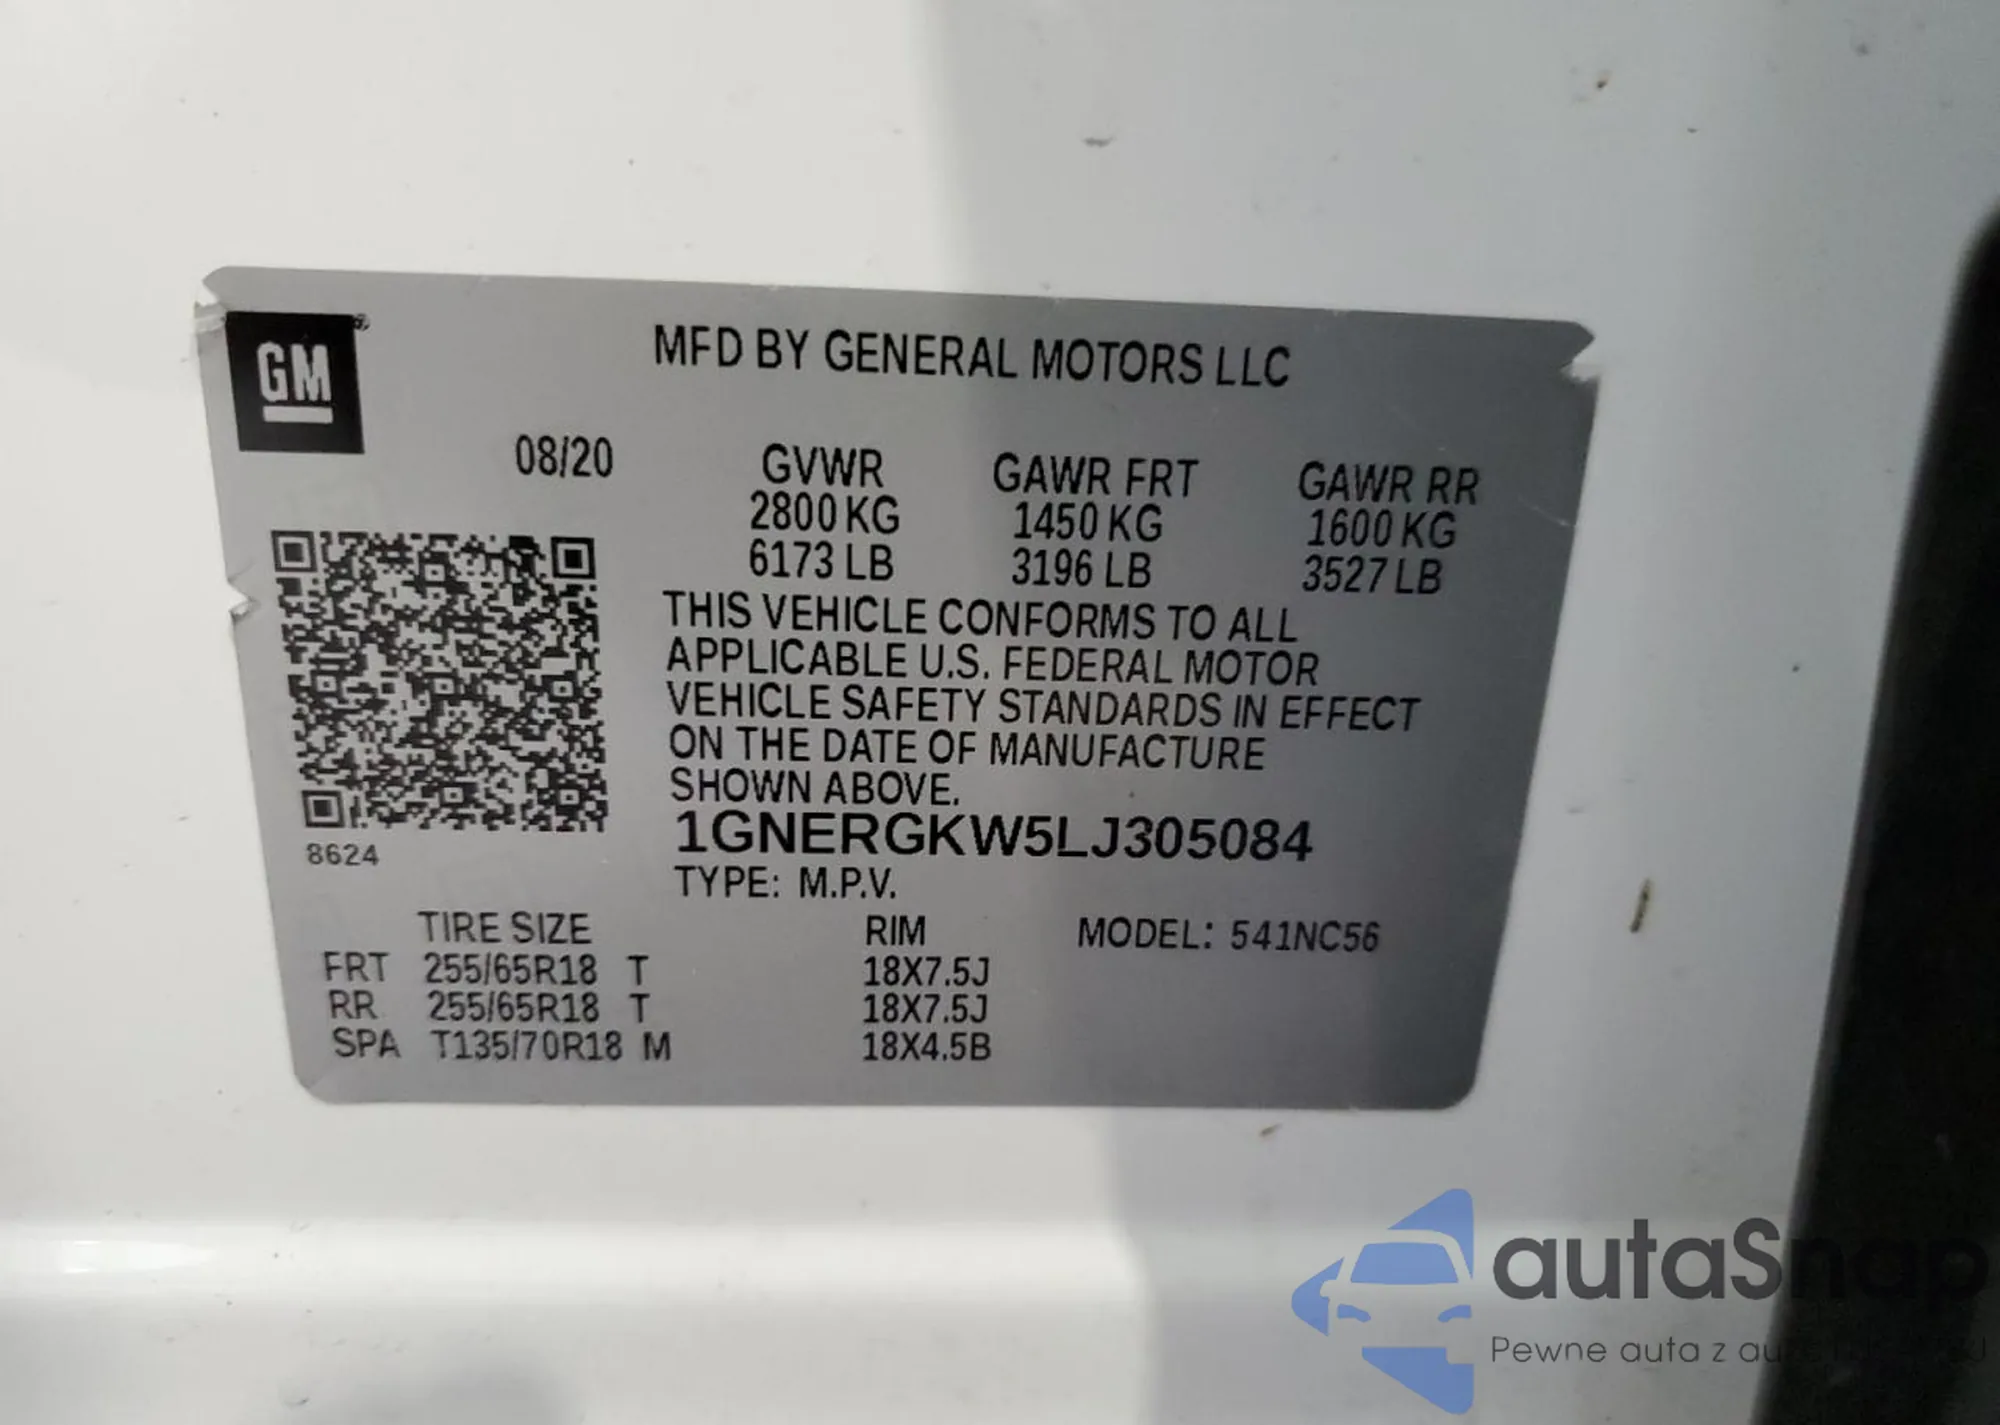 GM
MFD BY GENERAL MOTORS LLC
08/20
GVWR
2800 KG
6173 LB
GAWR FRT
1450 KG
3196 LB
GAWR RR
1600 KG
3527 LB
THIS VEHICLE CONFORMS TO ALL
APPLICABLE U.S. FEDERAL MOTOR
VEHICLE SAFETY STANDARDS IN EFFECT
ON THE DATE OF MANUFACTURE
SHOWN ABOVE.
1GNERGKW5LJ305084
8624
TYPE: M.P.V.
TIRE SIZE RIM MODEL: 541NC56
FRT 255/65R18 T 18X7.5J
RR 255/65R18 T 18X7.5J
SPA T135/70R18 M 18X4.5B
autaSnap
Pewne auta z